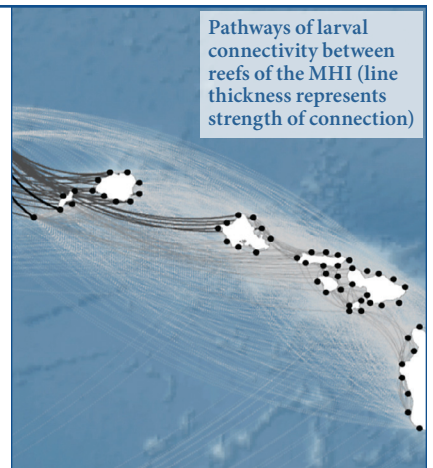 Pathways of larval
connectivity between
reefs of the MHI (line
thickness represents
strength of connection)